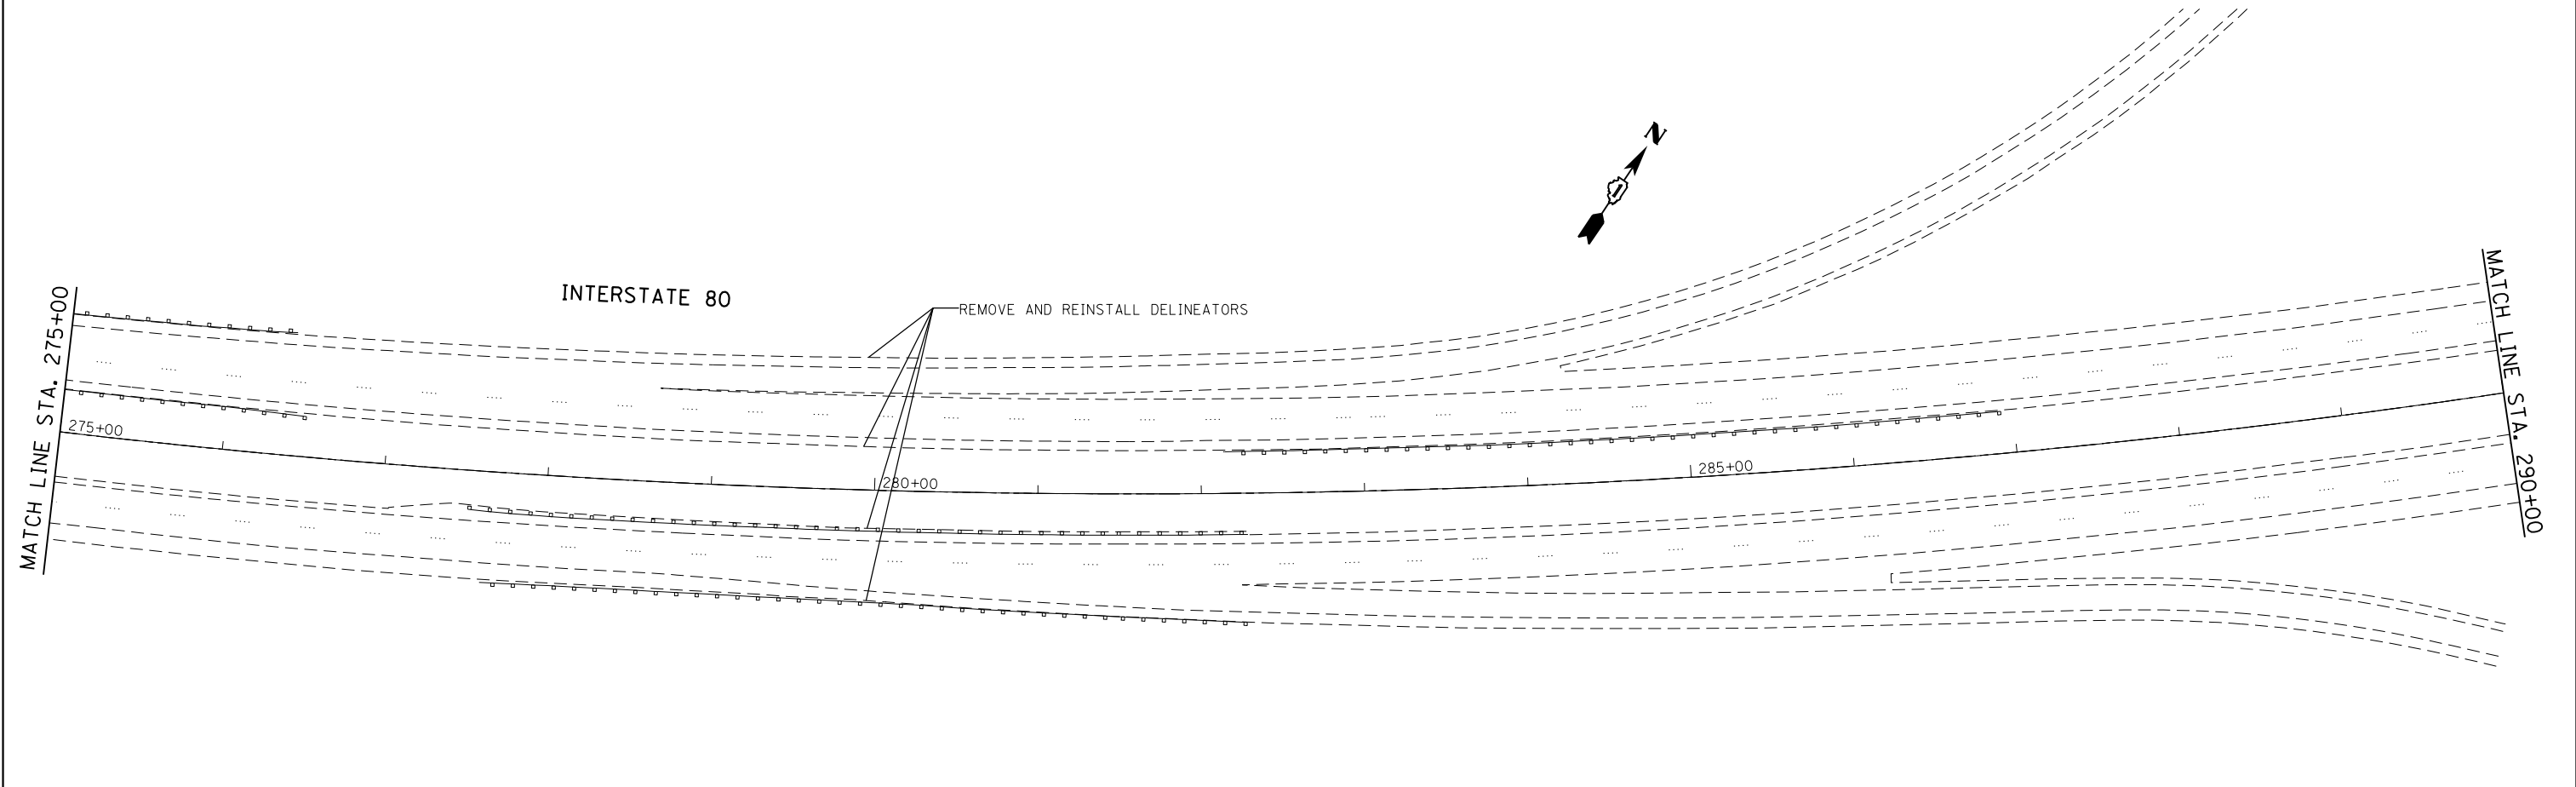 N
INTERSTATE 80
REMOVE AND REINSTALL DELINEATORS
MATCH LINE STA. 275+00
275+00
280+00
285+00
MATCH LINE STA. 290+00